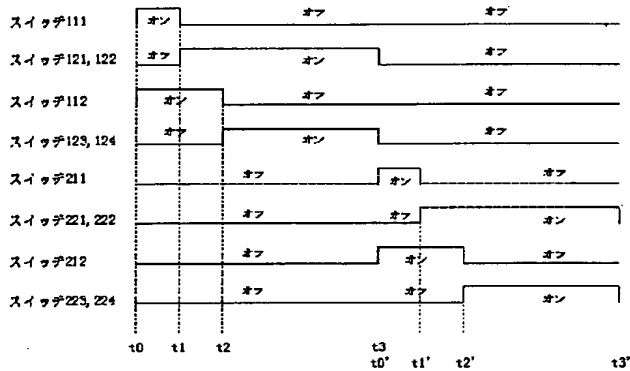 スイッチ111 オン オフ オフ
スイッチ121, 122 オフ オン オフ
スイッチ112 オン オフ オフ
スイッチ123, 124 オフ オン オフ
スイッチ211 オフ オン オフ
スイッチ221, 222 オフ オフ オン
スイッチ212 オフ オン オフ
スイッチ223, 224 オフ オフ オン
t0 t1 t2 t3
t0' t1' t2' t3'